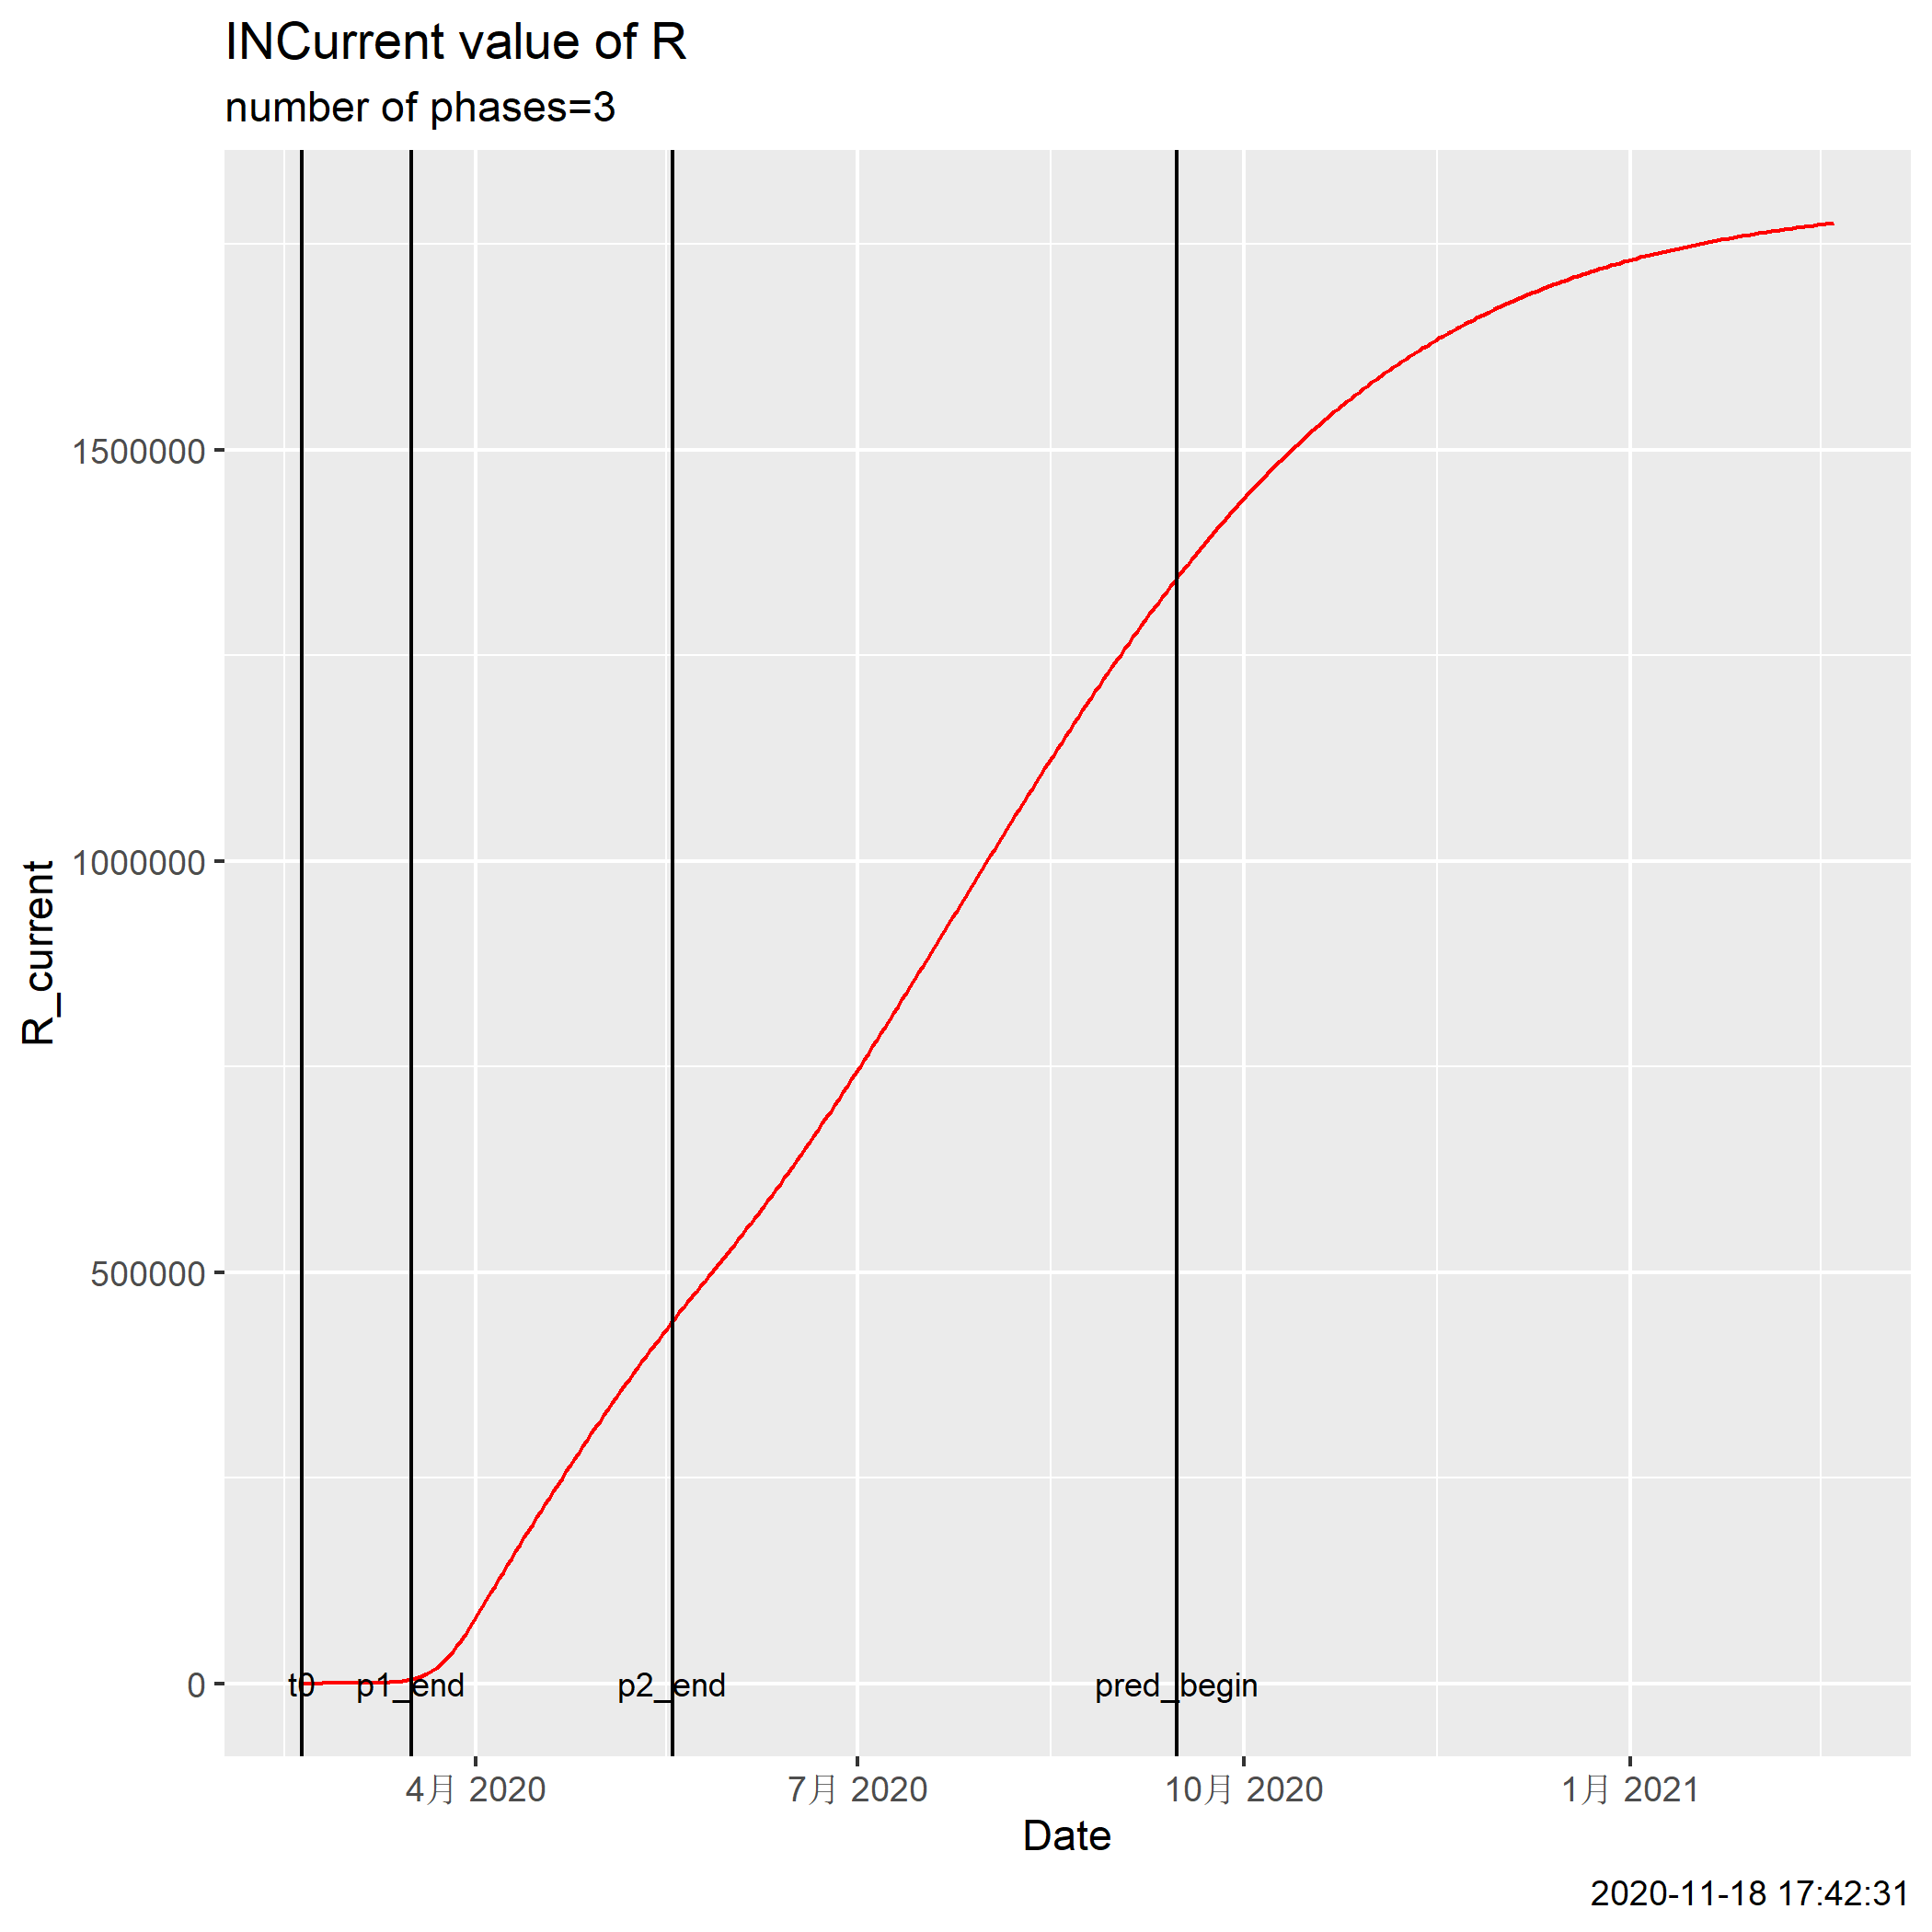 INCurrent value of R
number of phases=3
R_current
1500000
1000000
500000
0
t0 p1_end p2_end pred_begin
4月 2020 7月 2020 10月 2020 1月 2021
Date
2020-11-18 17:42:31